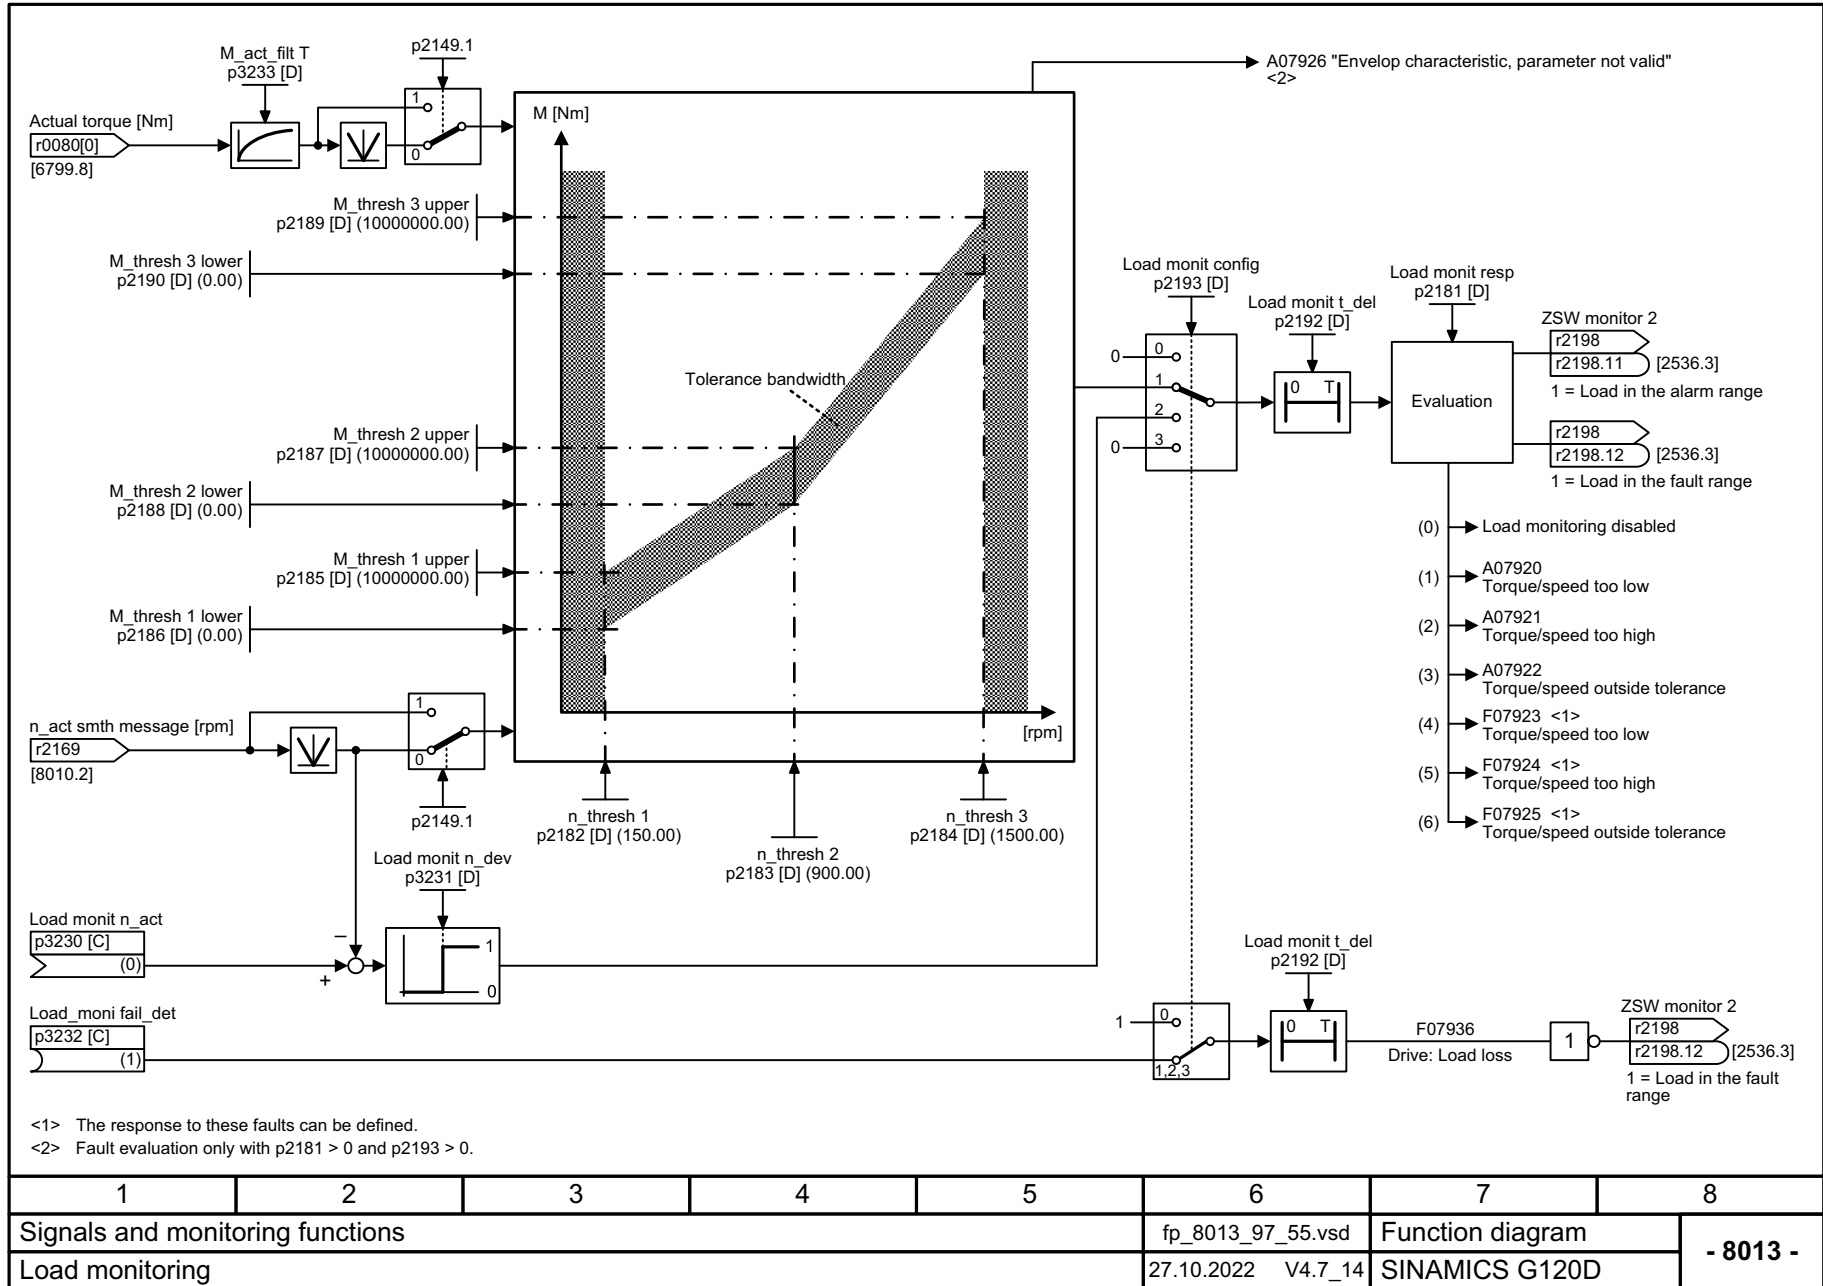 M_act_filt T
p3233 [D]
p2149.1
A07926 "Envelop characteristic, parameter not valid"
<2>
Actual torque [Nm]
r0080[0]
[6799.8]
1
0
M [Nm]
M_thresh 3 upper
p2189 [D] (10000000.00)
M_thresh 3 lower
p2190 [D] (0.00)
Tolerance bandwidth
M_thresh 2 upper
p2187 [D] (10000000.00)
M_thresh 2 lower
p2188 [D] (0.00)
M_thresh 1 upper
p2185 [D] (10000000.00)
M_thresh 1 lower
p2186 [D] (0.00)
[rpm]
n_act smth message [rpm]
r2169
[8010.2]
1
0
p2149.1
n_thresh 1
p2182 [D] (150.00)
n_thresh 2
p2183 [D] (900.00)
n_thresh 3
p2184 [D] (1500.00)
Load monit config
p2193 [D]
0
0
1
2
0
3
Load monit t_del
p2192 [D]
0 T
Load monit resp
p2181 [D]
Evaluation
ZSW monitor 2
r2198
r2198.11
[2536.3]
1 = Load in the alarm range
r2198
r2198.12
[2536.3]
1 = Load in the fault range
(0) Load monitoring disabled
(1) A07920
Torque/speed too low
(2) A07921
Torque/speed too high
(3) A07922
Torque/speed outside tolerance
(4) F07923 <1>
Torque/speed too low
(5) F07924 <1>
Torque/speed too high
(6) F07925 <1>
Torque/speed outside tolerance
Load monit n_dev
p3231 [D]
1
0
Load monit n_act
p3230 [C]
(0)
–
+
Load_moni fail_det
p3232 [C]
(1)
1
0
1,2,3
Load monit t_del
p2192 [D]
0 T
F07936
Drive: Load loss
1
ZSW monitor 2
r2198
r2198.12
[2536.3]
1 = Load in the fault
range
<1> The response to these faults can be defined.
<2> Fault evaluation only with p2181 > 0 and p2193 > 0.
1 2 3 4 5 6 7 8
Signals and monitoring functions
fp_8013_97_55.vsd
Function diagram
- 8013 -
Load monitoring
27.10.2022 V4.7_14
SINAMICS G120D